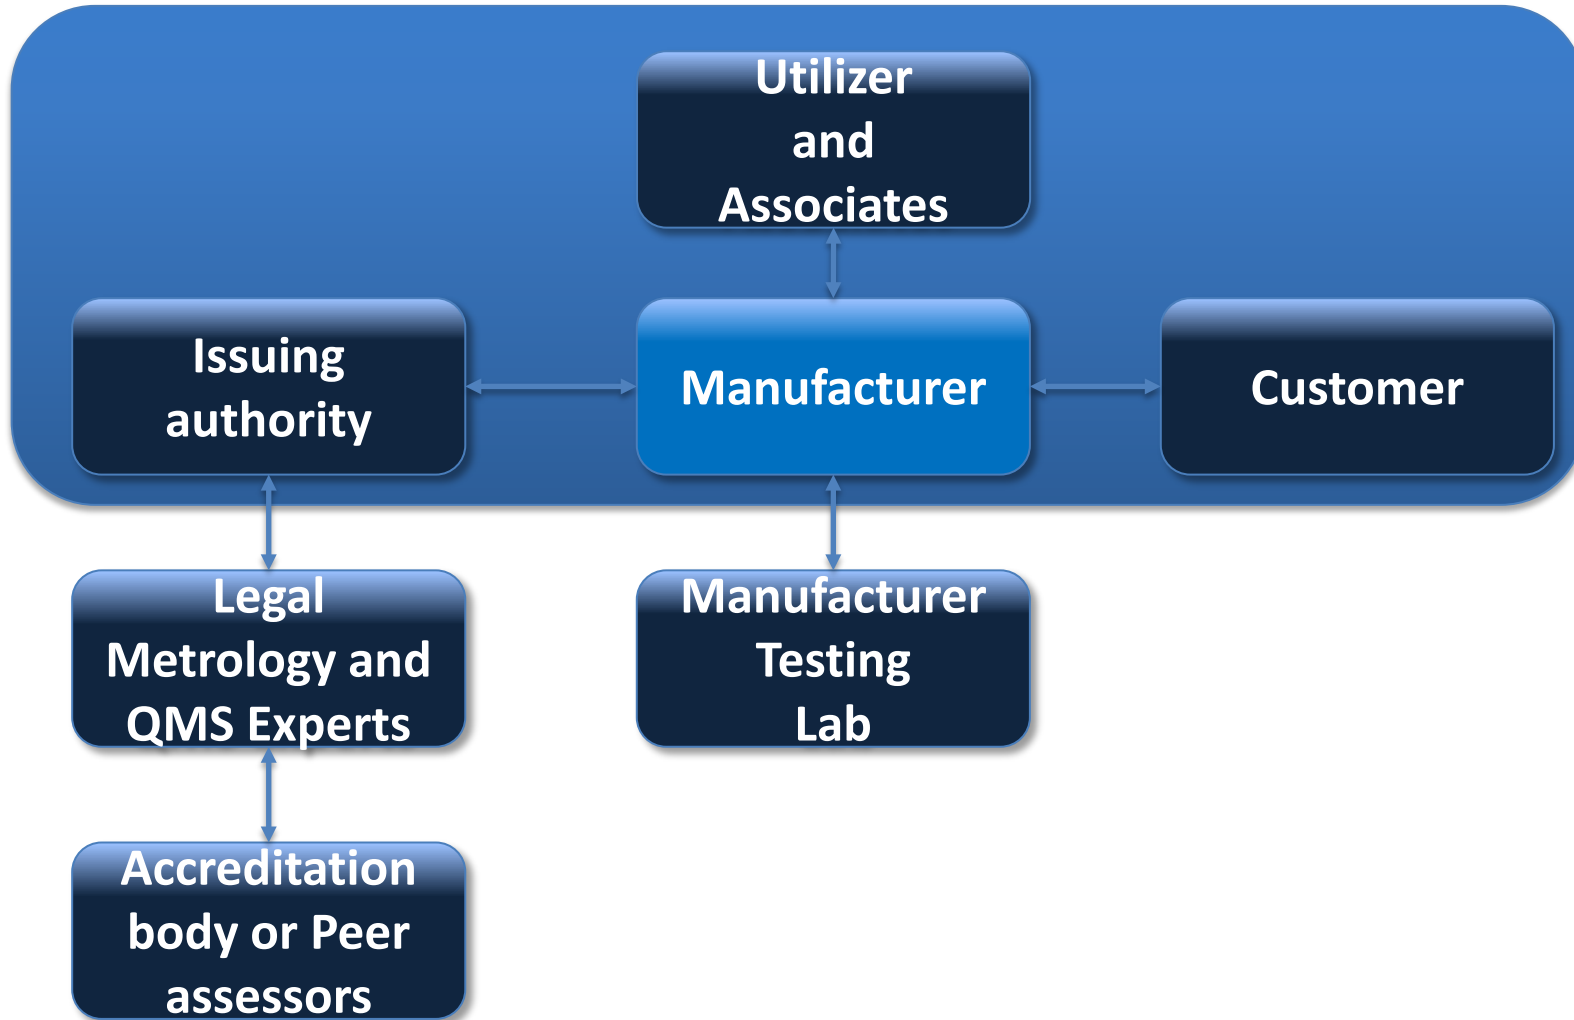 Utilizer
and
Associates
Issuing
authority
Manufacturer
Customer
Legal
Metrology and
QMS Experts
Manufacturer
Testing
Lab
Accreditation
body or Peer
assessors